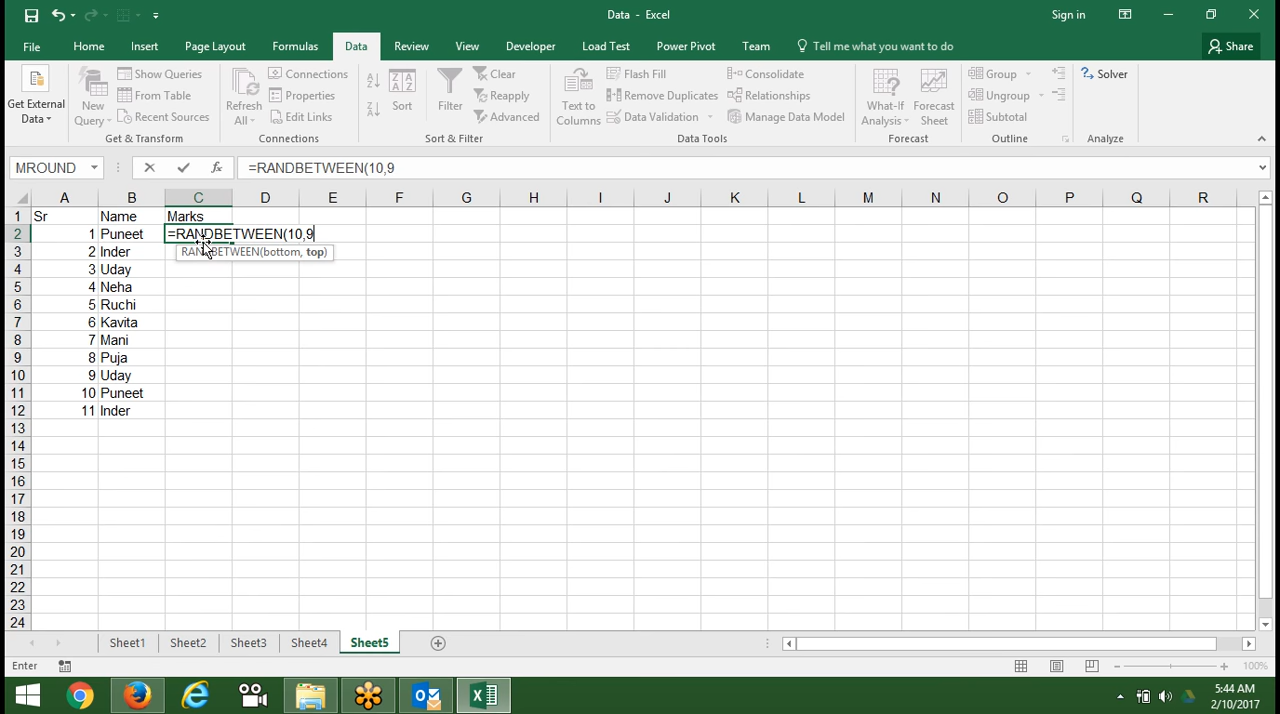 Data - Excel
Sign in
File Home Insert Page Layout Formulas Data Review View Developer Load Test Power Pivot Team Tell me what you want to do Share
Get External Data
New Query
Show Queries
From Table
Recent Sources
Get & Transform
Refresh All
Connections
Properties
Edit Links
Connections
Sort
Filter
Clear
Reapply
Advanced
Sort & Filter
Text to Columns
Flash Fill
Remove Duplicates
Data Validation
Consolidate
Relationships
Manage Data Model
Data Tools
What-If Analysis
Forecast Sheet
Forecast
Group
Ungroup
Subtotal
Outline
Solver
Analyze
MROUND fx =RANDBETWEEN(10,9
A B C D E F G H I J K L M N O P Q R
1 Sr Name Marks
2 1 Puneet =RANDBETWEEN(10,9
RANDBETWEEN(bottom, top)
3 2 Inder
4 3 Uday
5 4 Neha
6 5 Ruchi
7 6 Kavita
8 7 Mani
9 8 Puja
10 9 Uday
11 10 Puneet
12 11 Inder
13
14
15
16
17
18
19
20
21
22
23
24
Sheet1 Sheet2 Sheet3 Sheet4 Sheet5
Enter 100%
5:44 AM
2/10/2017